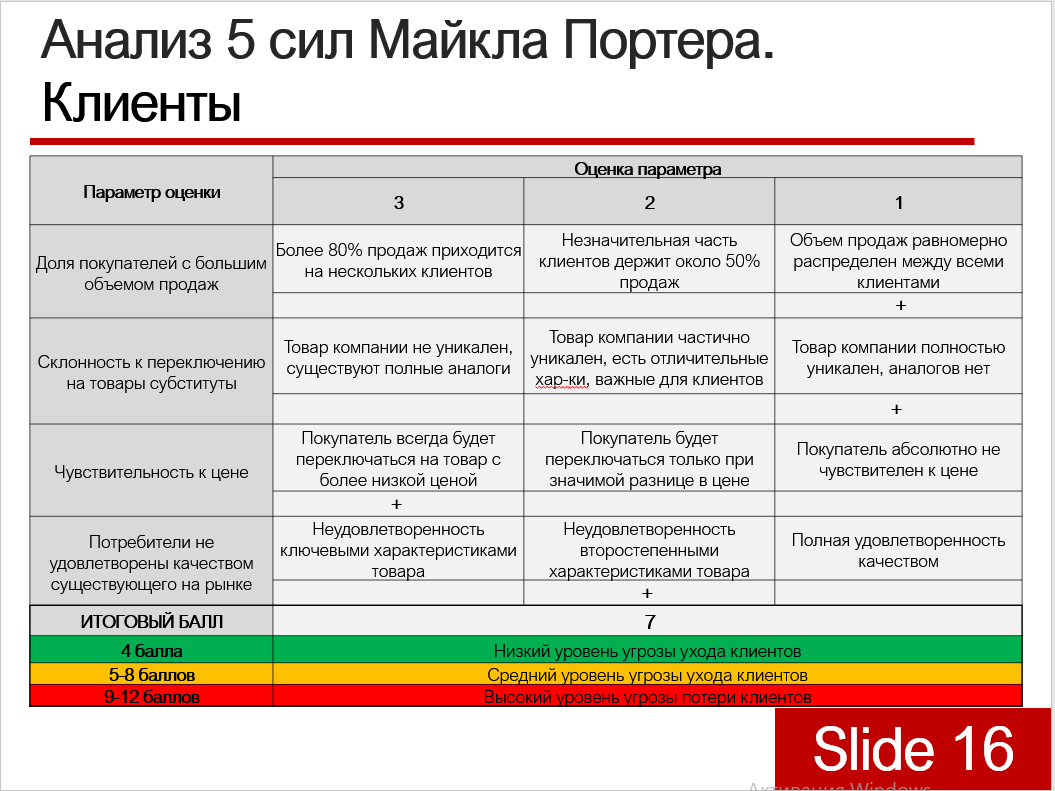 Анализ 5 сил Майкла Портера.
Клиенты
Параметр оценки
Оценка параметра
3
2
1
Доля покупателей с большим
объемом продаж
Более 80% продаж приходится
на нескольких клиентов
Незначительная часть
клиентов держит около 50%
продаж
Объем продаж равномерно
распределен между всеми
клиентами
+
Склонность к переключению
на товары субституты
Товар компании не уникален,
существуют полные аналоги
Товар компании частично
уникален, есть отличительные
хар-ки, важные для клиентов
Товар компании полностью
уникален, аналогов нет
+
Чувствительность к цене
Покупатель всегда будет
переключаться на товар с
более низкой ценой
Покупатель будет
переключаться только при
значимой разнице в цене
Покупатель абсолютно не
чувствителен к цене
+
Потребители не
удовлетворены качеством
существующего на рынке
Неудовлетворенность
ключевыми характеристиками
товара
Неудовлетворенность
второстепенными
характеристиками товара
Полная удовлетворенность
качеством
+
ИТОГОВЫЙ БАЛЛ
7
4 балла
Низкий уровень угрозы ухода клиентов
5-8 баллов
Средний уровень угрозы ухода клиентов
9-12 баллов
Высокий уровень угрозы потери клиентов
Slide 16
Активация Windows